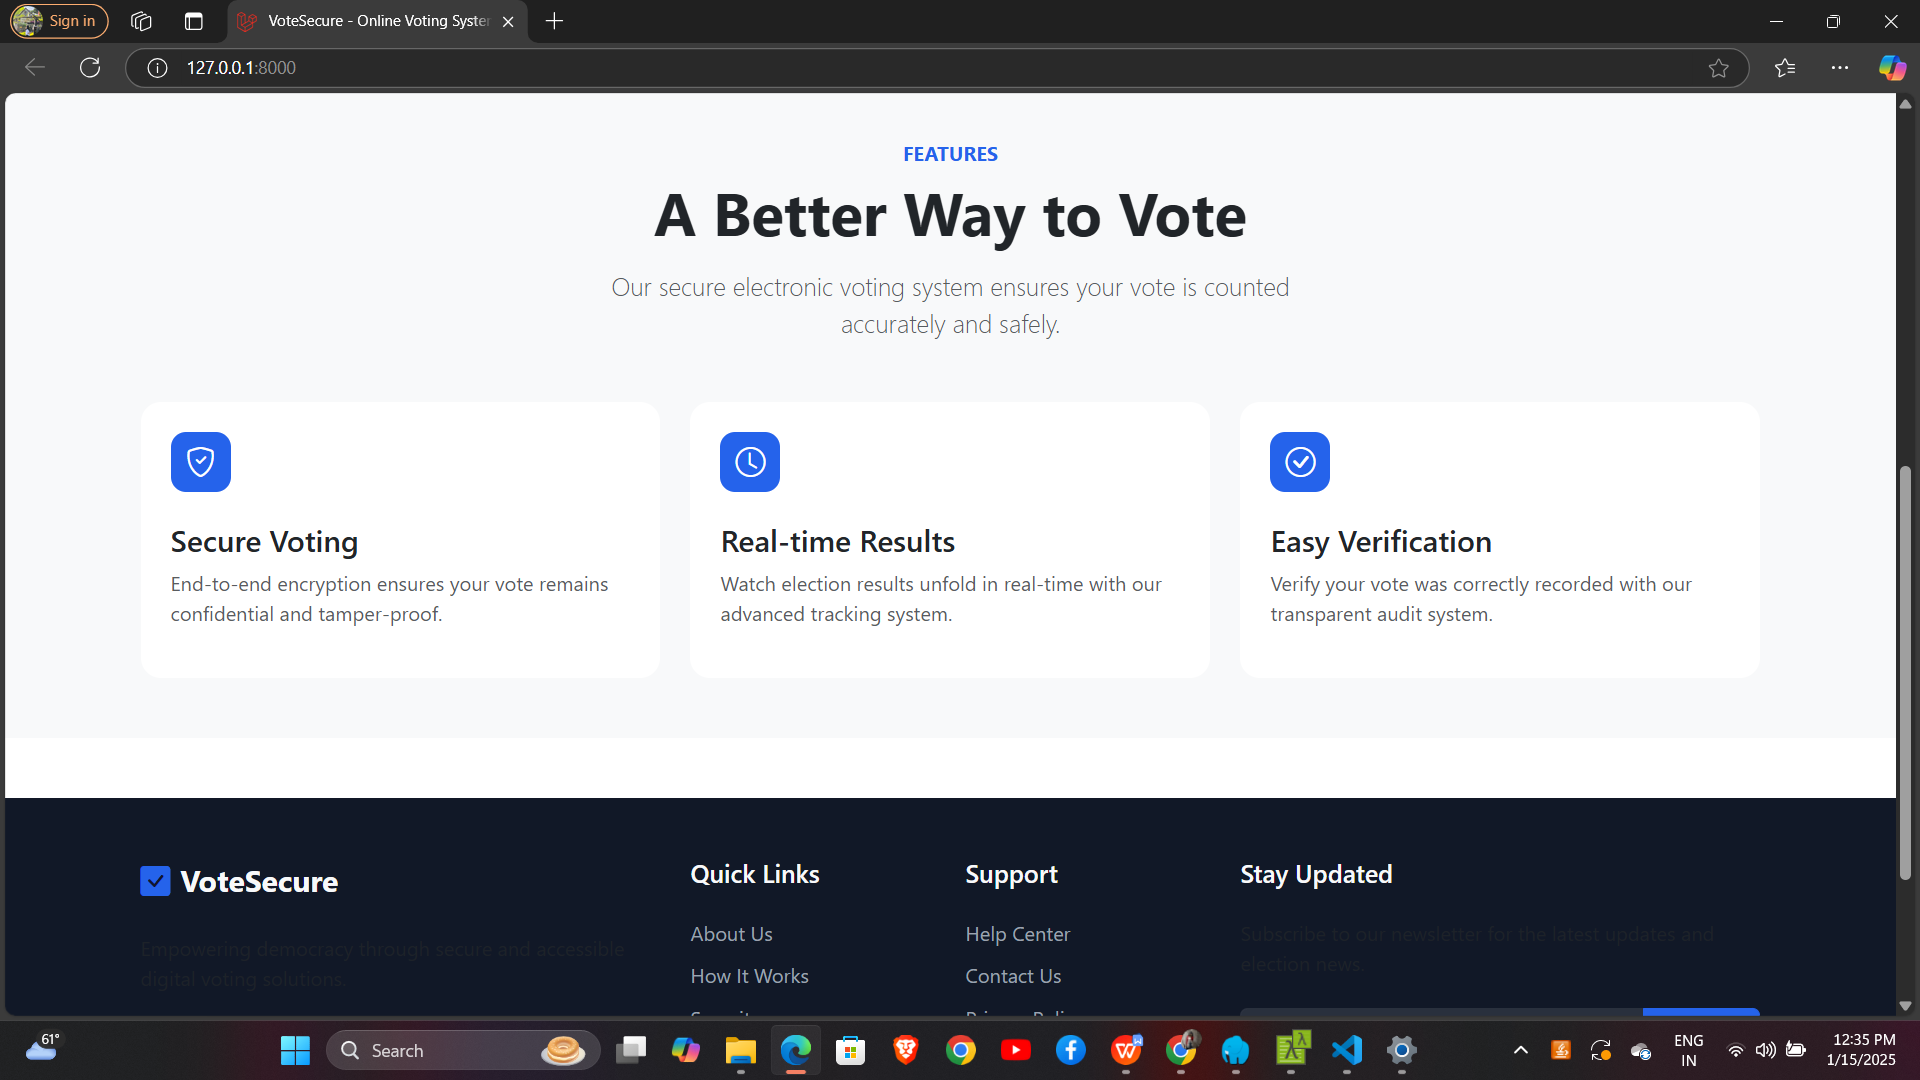 Sign in
VoteSecure - Online Voting Syster
127.0.0.1:8000
FEATURES
A Better Way to Vote
Our secure electronic voting system ensures your vote is counted
accurately and safely.
Secure Voting
End-to-end encryption ensures your vote remains
confidential and tamper-proof.
Real-time Results
Watch election results unfold in real-time with our
advanced tracking system.
Easy Verification
Verify your vote was correctly recorded with our
transparent audit system.
VoteSecure
Empowering democracy through secure and accessible
digital voting solutions.
Quick Links
About Us
How It Works
Support
Help Center
Contact Us
Stay Updated
Subscribe to our newsletter for the latest updates and
election news.
61°
Search
ENG
IN
12:35 PM
1/15/2025